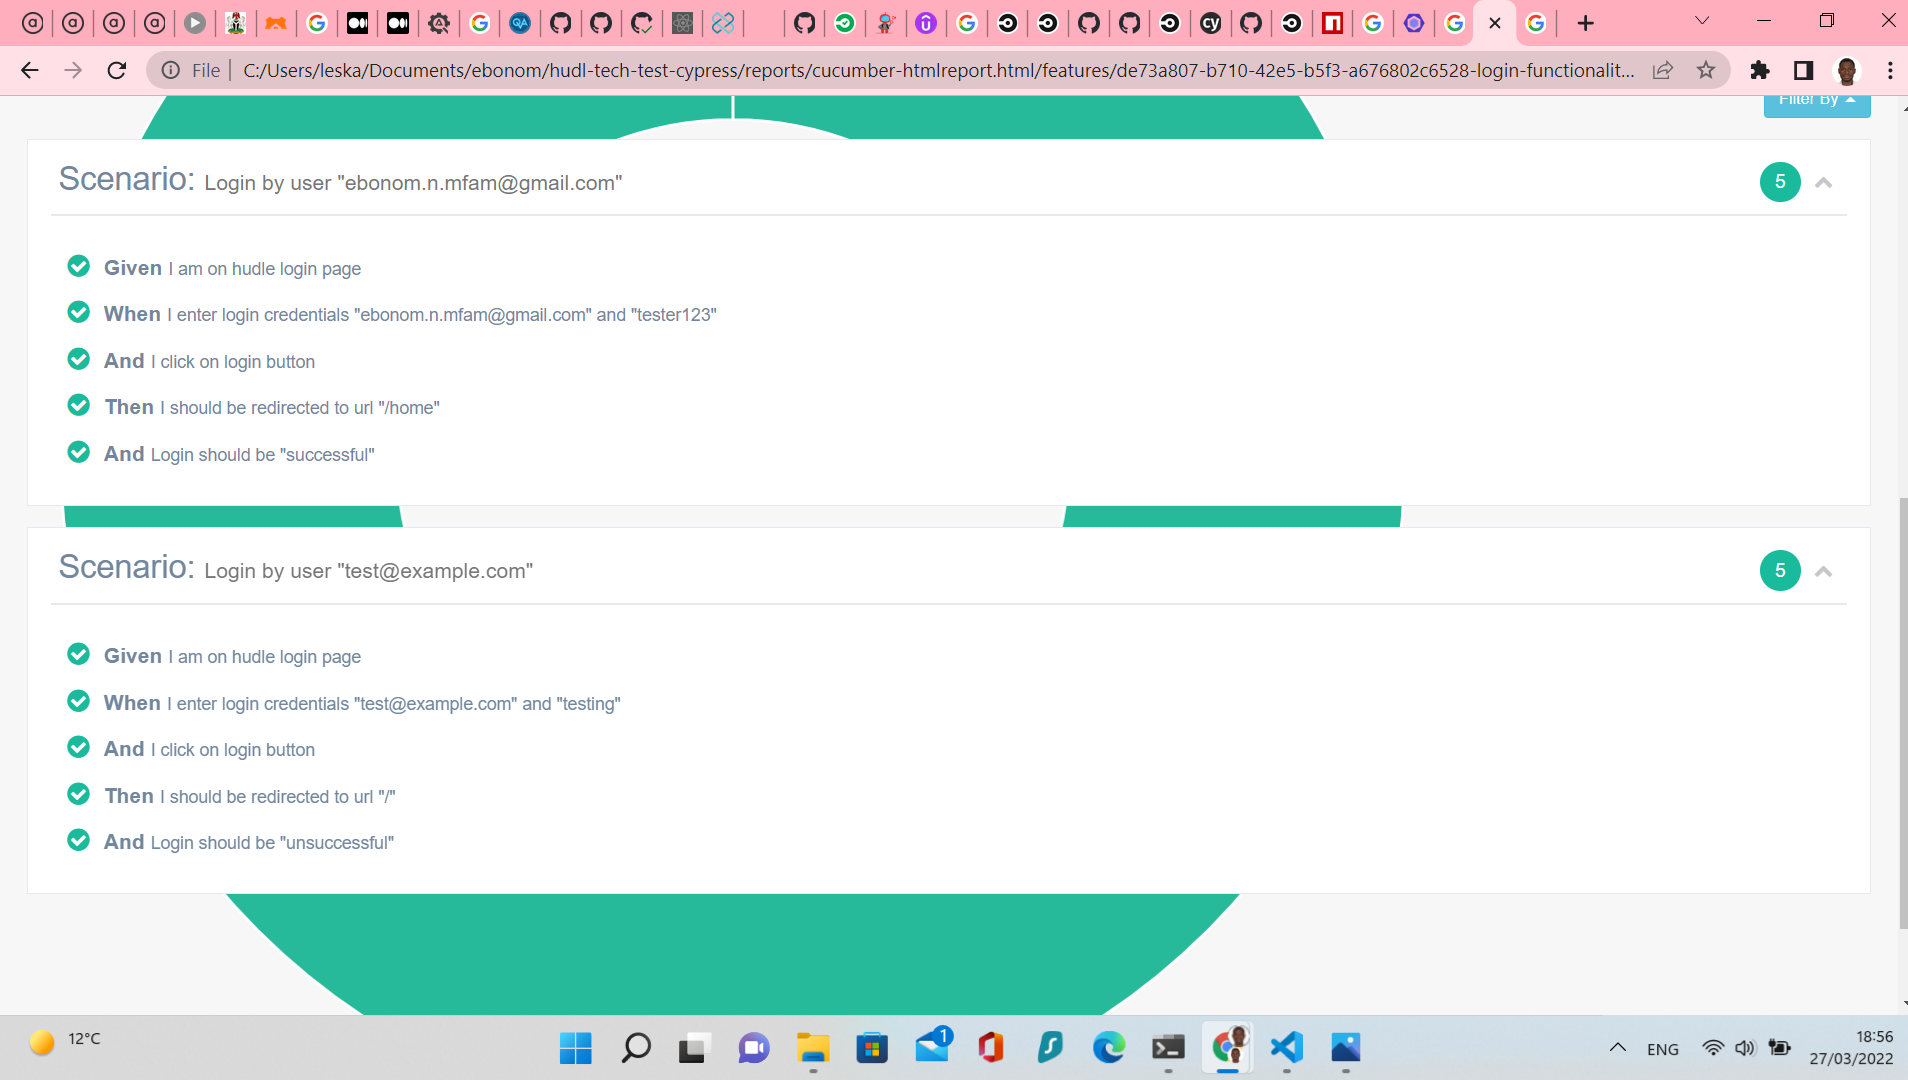 File
C:/Users/leska/Documents/ebonom/hudl-tech-test-cypress/reports/cucumber-htmlreport.html/features/de73a807-b710-42e5-b5f3-a676802c6528-login-functionalit...
Filter By
Scenario: Login by user "ebonom.n.mfam@gmail.com"
5
Given I am on hudle login page
When I enter login credentials "ebonom.n.mfam@gmail.com" and "tester123"
And I click on login button
Then I should be redirected to url "/home"
And Login should be "successful"
Scenario: Login by user "test@example.com"
5
Given I am on hudle login page
When I enter login credentials "test@example.com" and "testing"
And I click on login button
Then I should be redirected to url "/"
And Login should be "unsuccessful"
12°C
1
ENG
18:56
27/03/2022